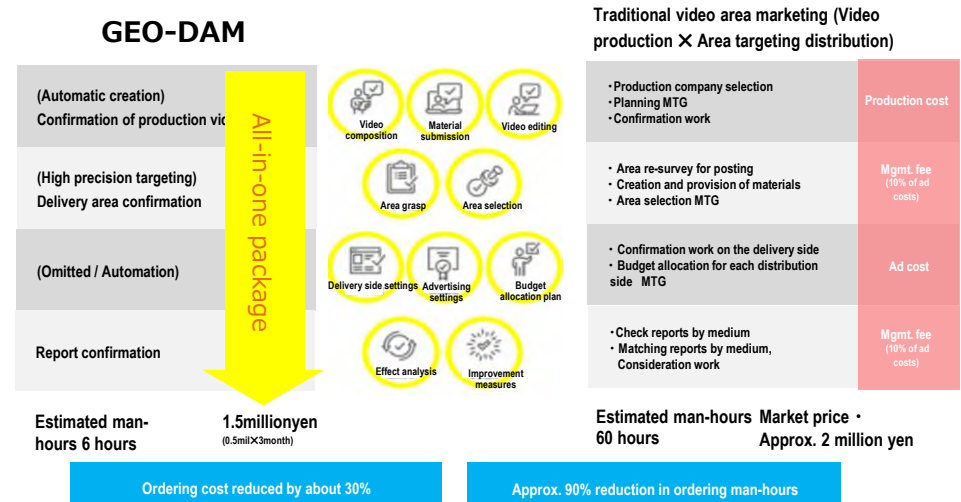 GEO-DAM
(Automatic creation)
Confirmation of production vid
(High precision targeting)
Delivery area confirmation
(Omitted / Automation)
Report confirmation
All-in-one package
Estimated man-
hours 6 hours
1.5millionyen
(0.5mil✕3month)
Video
composition
Material
submission
Video editing
Area grasp
Area selection
Delivery side settings
Advertising
settings
Budget
allocation plan
Effect analysis
Improvement
measures
Traditional video area marketing (Video
production ✕ Area targeting distribution)
・Production company selection
・Planning MTG
・Confirmation work
Production cost
・ Area re-survey for posting
・ Creation and provision of materials
・ Area selection MTG
Mgmt. fee
(10% of ad
costs)
・ Confirmation work on the delivery side
・ Budget allocation for each distribution
side MTG
Ad cost
・Check reports by medium
・ Matching reports by medium,
Consideration work
Mgmt. fee
(10% of ad
costs)
Estimated man-hours
60 hours
Market price・
Approx. 2 million yen
Ordering cost reduced by about 30%
Approx. 90% reduction in ordering man-hours